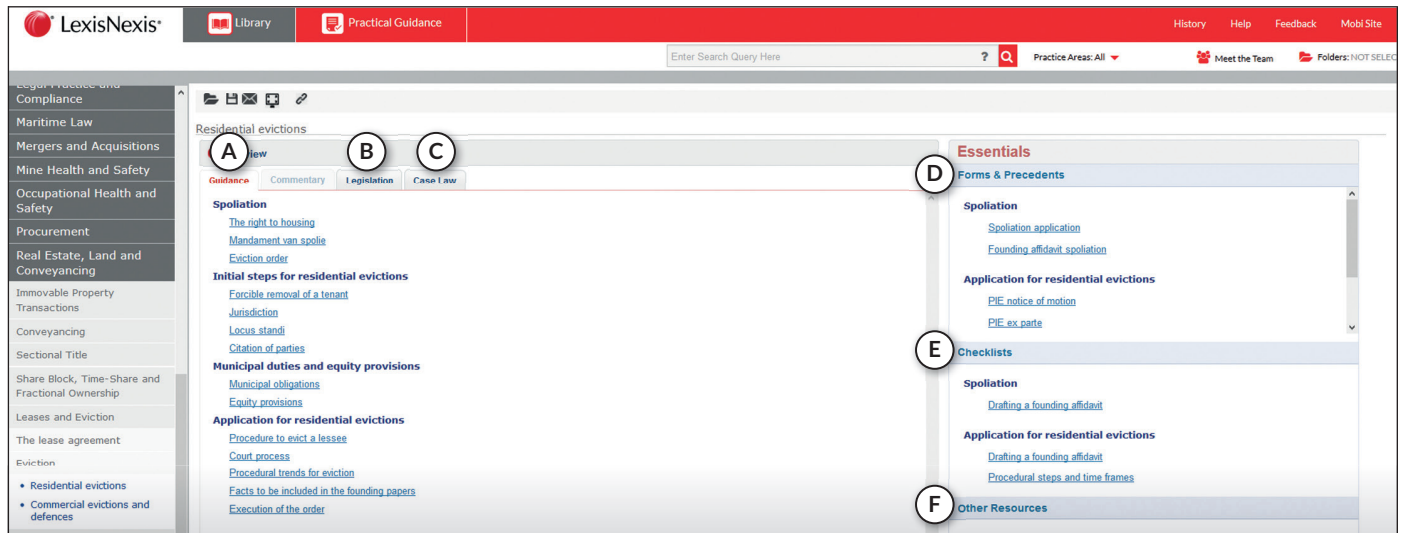 LexisNexis®
Library
Practical Guidance
History
Help
Feedback
Mobi Site
Enter Search Query Here
?
Practice Areas: All
Meet the Team
Folders: NOT SELEC
Legal Practice and
Compliance
Maritime Law
Mergers and Acquisitions
Mine Health and Safety
Occupational Health and
Safety
Procurement
Real Estate, Land and
Conveyancing
Immovable Property
Transactions
Conveyancing
Sectional Title
Share Block, Time-Share and
Fractional Ownership
Leases and Eviction
The lease agreement
Eviction
• Residential evictions
• Commercial evictions and
defences
Residential evictions
A
iew
B
C
Guidance
Commentary
Legislation
Case Law
Spoliation
The right to housing
Mandament van spolie
Eviction order
Initial steps for residential evictions
Forcible removal of a tenant
Jurisdiction
Locus standi
Citation of parties
Municipal duties and equity provisions
Municipal obligations
Equity provisions
Application for residential evictions
Procedure to evict a lessee
Court process
Procedural trends for eviction
Facts to be included in the founding papers
Execution of the order
Essentials
D
Forms & Precedents
Spoliation
Spoliation application
Founding affidavit spoliation
Application for residential evictions
PIE notice of motion
PIE ex parte
E
Checklists
Spoliation
Drafting a founding affidavit
Application for residential evictions
Drafting a founding affidavit
Procedural steps and time frames
F
Other Resources